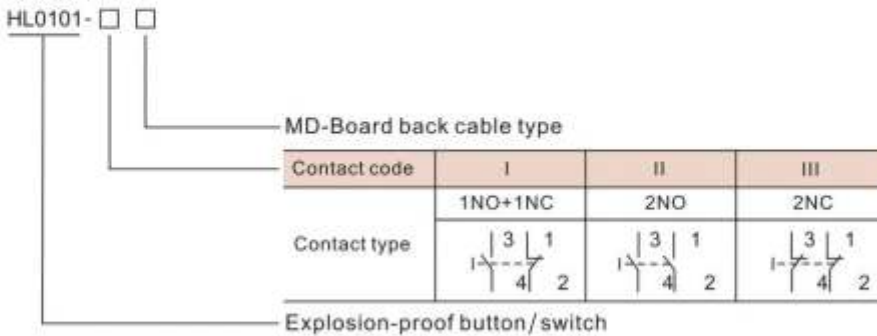 HL0101-□ □
MD-Board back cable type
Contact code I II III
1NO+1NC 2NO 2NC
Contact type
3 1 3 1 3 1
4 2 4 2 4 2
Explosion-proof button/switch